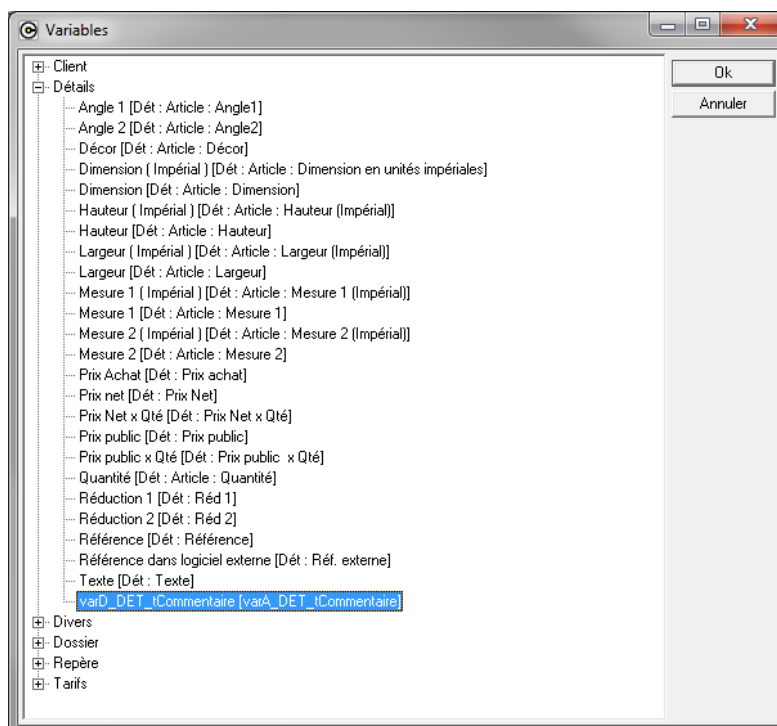 Variables
Client
Détails
Angle 1 [Dét : Article : Angle1]
Angle 2 [Dét : Article : Angle2]
Décor [Dét : Article : Décor]
Dimension ( Impérial ) [Dét : Article : Dimension en unités impériales]
Dimension [Dét : Article : Dimension]
Hauteur ( Impérial ) [Dét : Article : Hauteur (Impérial)]
Hauteur [Dét : Article : Hauteur]
Largeur ( Impérial ) [Dét : Article : Largeur (Impérial)]
Largeur [Dét : Article : Largeur]
Mesure 1 ( Impérial ) [Dét : Article : Mesure 1 (Impérial)]
Mesure 1 [Dét : Article : Mesure 1]
Mesure 2 ( Impérial ) [Dét : Article : Mesure 2 (Impérial)]
Mesure 2 [Dét : Article : Mesure 2]
Prix Achat [Dét : Prix achat]
Prix net [Dét : Prix Net]
Prix Net x Qté [Dét : Prix Net x Qté]
Prix public [Dét : Prix public]
Prix public x Qté [Dét : Prix public  x Qté]
Quantité [Dét : Article : Quantité]
Réduction 1 [Dét : Réd 1]
Réduction 2 [Dét : Réd 2]
Référence [Dét : Référence]
Référence dans logiciel externe [Dét : Réf. externe]
Texte [Dét : Texte]
varD_DET_tCommentaire [varA_DET_tCommentaire]
Divers
Dossier
Repère
Tarifs
Ok
Annuler